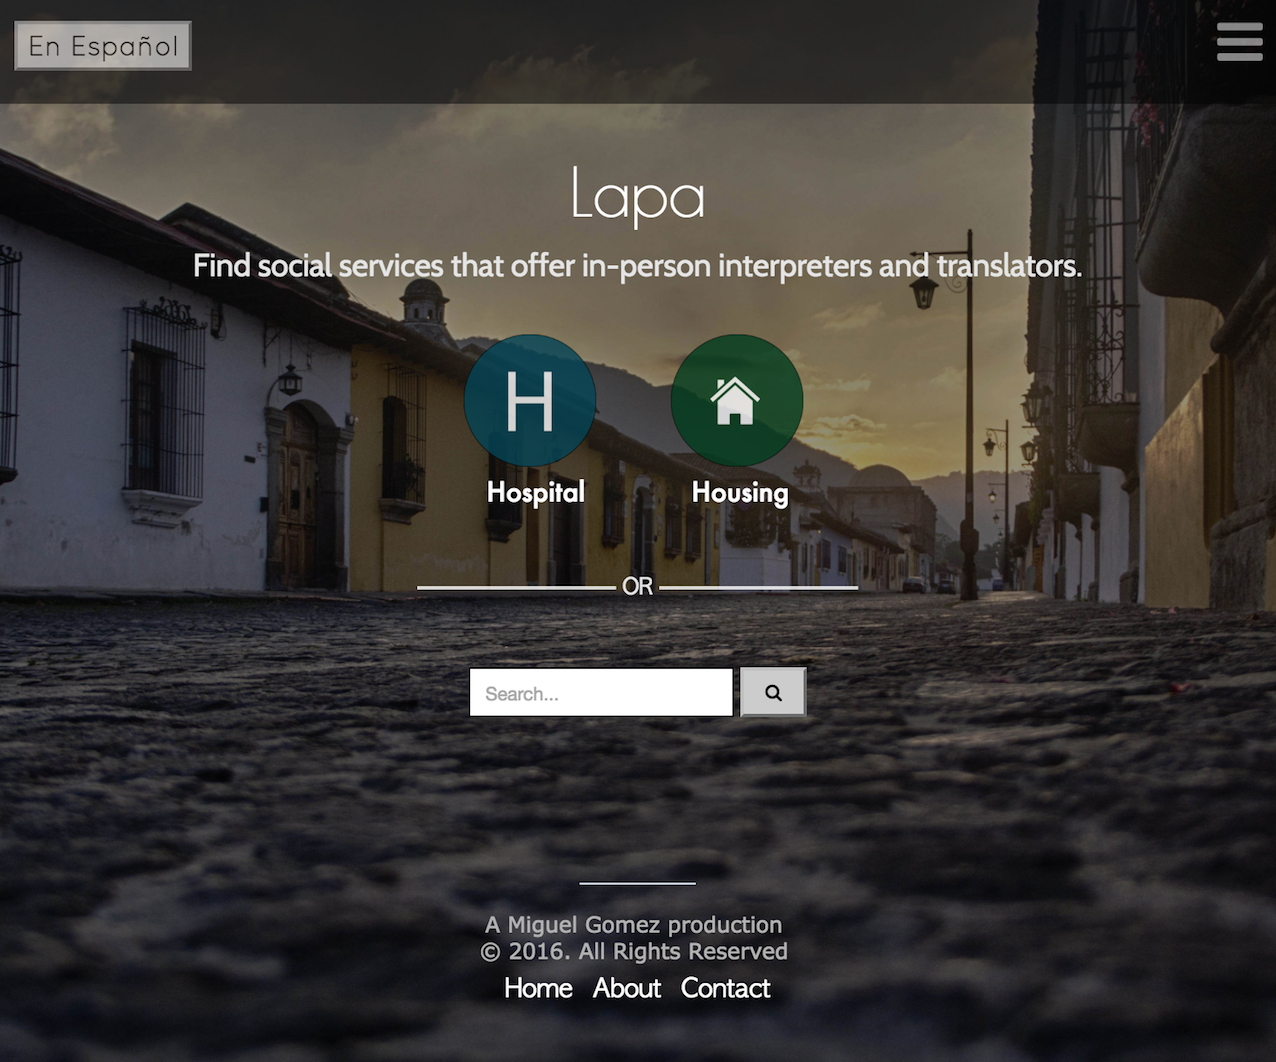 En Español
Lapa
Find social services that offer in-person interpreters and translators.
H
Hospital
Housing
OR
Search...
A Miguel Gomez production
© 2016. All Rights Reserved
Home About Contact